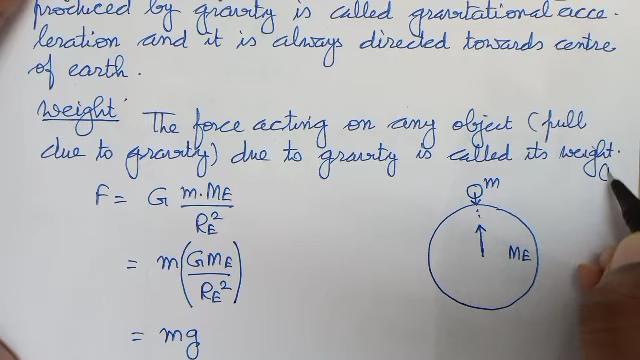 produced by gravity is called gravitational acce-
leration and it is always directed towards centre
of earth.
Weight: The force acting on any object (pull
due to gravity) due to gravity is called its weight.
F = G m.ME / RE²
m
= m(GME / RE²)
ME
= mg